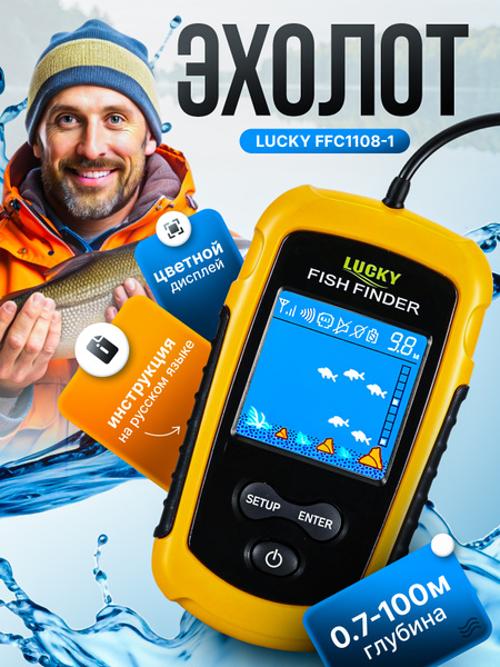 ЭХОЛОТ
LUCKY FFC1108-1
цветной
дисплей
инструкция
на русском языке
LUCKY
FISH FINDER
9.8 м
SETUP
ENTER
0.7-100м
глубина